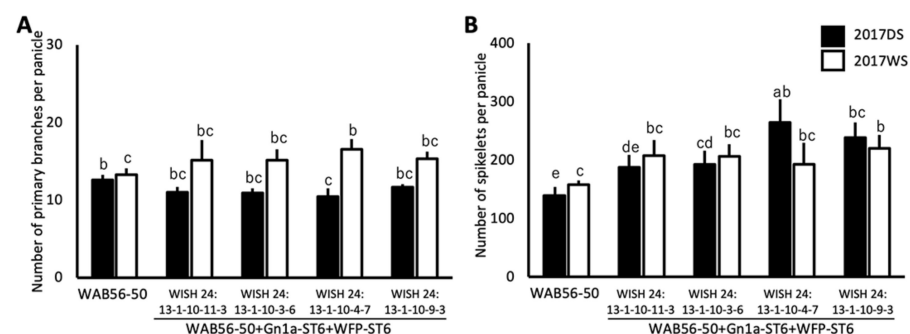 A
Number of primary branches per panicle
30
20
10
0
b c
bc bc
bc bc
c b
bc bc
WAB56-50
WISH 24: WISH 24: WISH 24: WISH 24:
13-1-10-11-3 13-1-10-3-6 13-1-10-4-7 13-1-10-9-3
WAB56-50+Gn1a-ST6+WFP-ST6
B
Number of spikelets per panicle
400
300
200
100
0
e c
de bc
cd bc
ab bc
bc b
2017DS
2017WS
WAB56-50
WISH 24: WISH 24: WISH 24: WISH 24:
13-1-10-11-3 13-1-10-3-6 13-1-10-4-7 13-1-10-9-3
WAB56-50+Gn1a-ST6+WFP-ST6